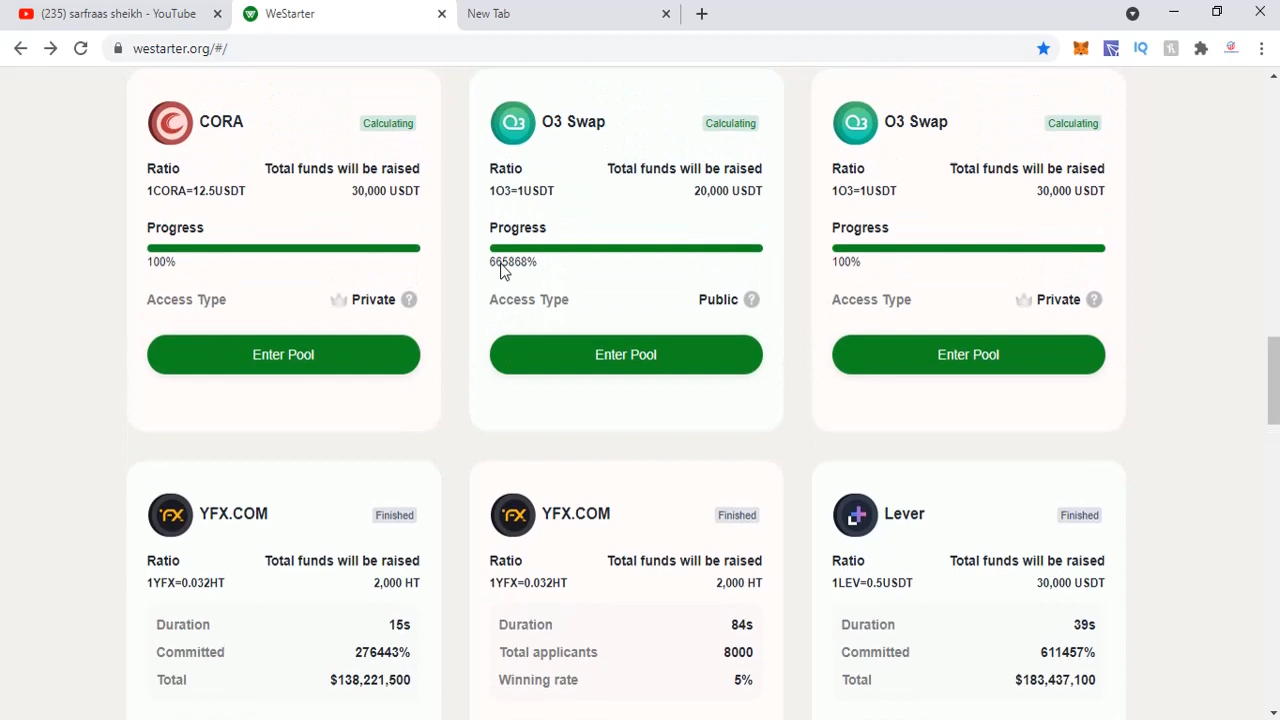 (235) sarfraas sheikh - YouTube
WeStarter
New Tab
westarter.org/#/
CORA
Calculating
Ratio
Total funds will be raised
1CORA=12.5USDT
30,000 USDT
Progress
100%
Access Type
Private
Enter Pool
O3 Swap
Calculating
Ratio
Total funds will be raised
1O3=1USDT
20,000 USDT
Progress
665868%
Access Type
Public
Enter Pool
O3 Swap
Calculating
Ratio
Total funds will be raised
1O3=1USDT
30,000 USDT
Progress
100%
Access Type
Private
Enter Pool
YFX.COM
Finished
Ratio
Total funds will be raised
1YFX=0.032HT
2,000 HT
Duration
15s
Committed
276443%
Total
$138,221,500
YFX.COM
Finished
Ratio
Total funds will be raised
1YFX=0.032HT
2,000 HT
Duration
84s
Total applicants
8000
Winning rate
5%
Lever
Finished
Ratio
Total funds will be raised
1LEV=0.5USDT
30,000 USDT
Duration
39s
Committed
611457%
Total
$183,437,100